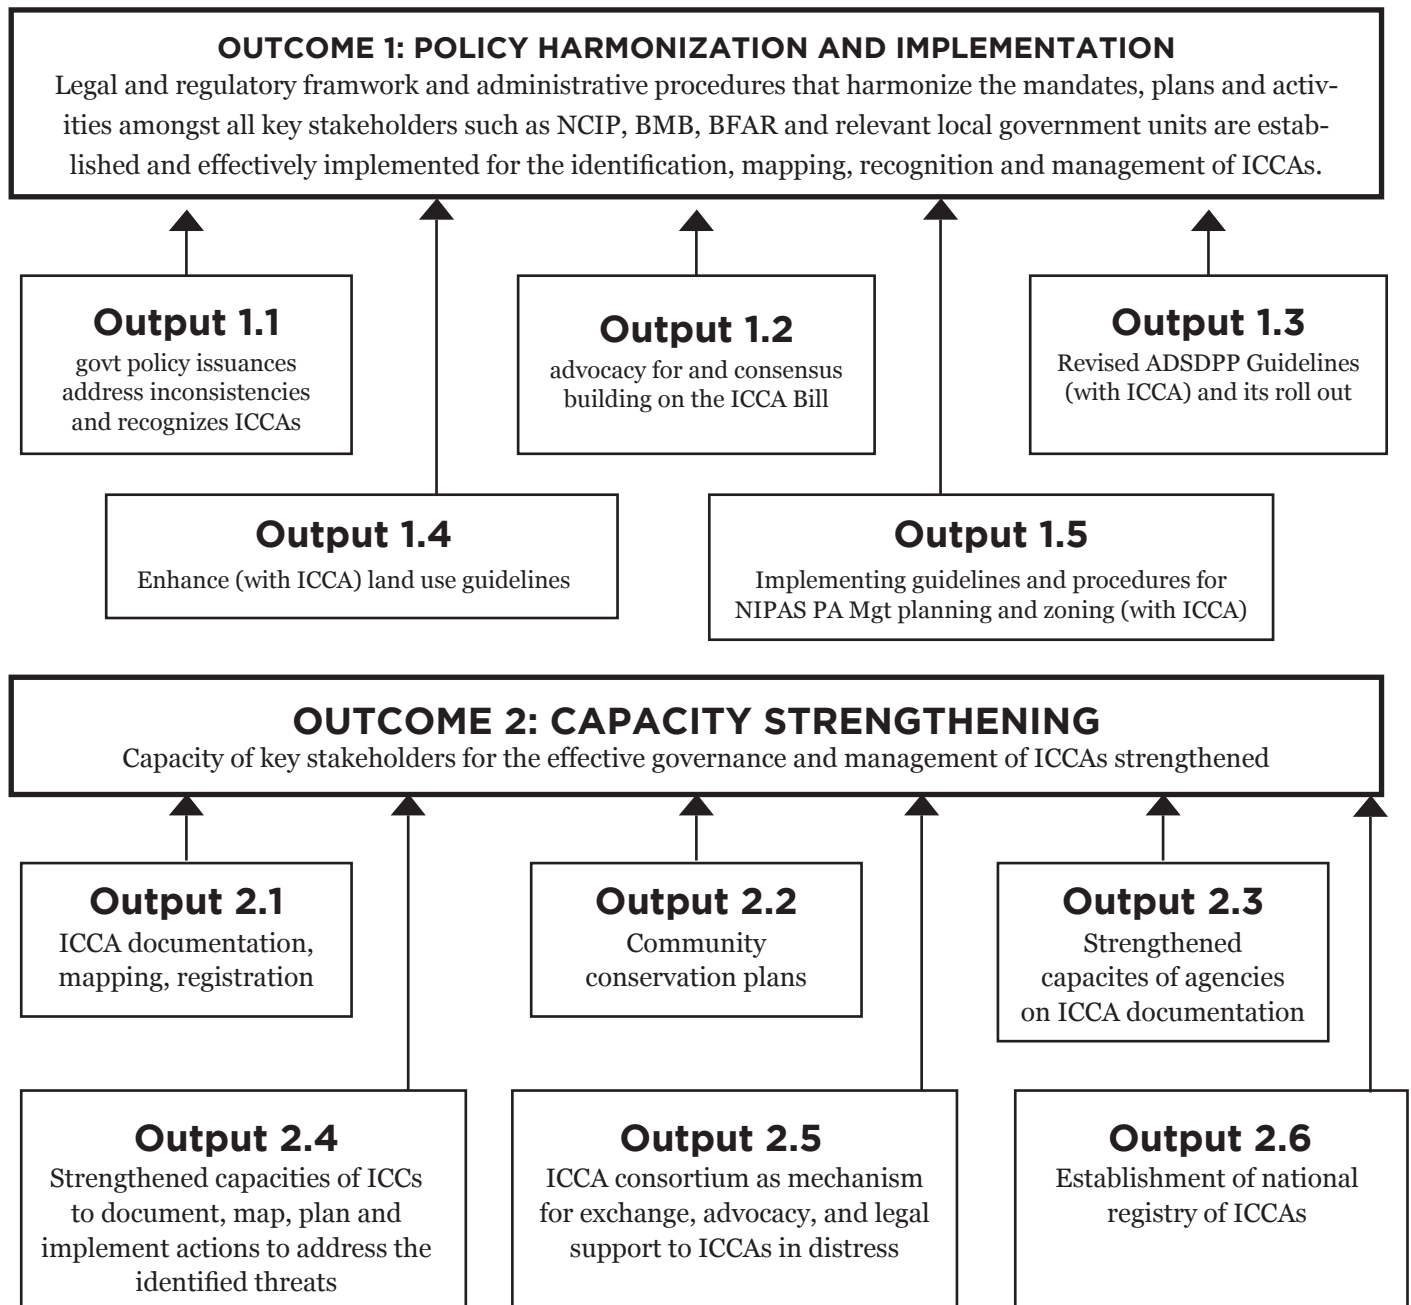 OUTCOME 1: POLICY HARMONIZATION AND IMPLEMENTATION
Legal and regulatory framwork and administrative procedures that harmonize the mandates, plans and activ-
ities amongst all key stakeholders such as NCIP, BMB, BFAR and relevant local government units are estab-
lished and effectively implemented for the identification, mapping, recognition and management of ICCAs.
Output 1.1
govt policy issuances
address inconsistencies
and recognizes ICCAs
Output 1.2
advocacy for and consensus
building on the ICCA Bill
Output 1.3
Revised ADSDPP Guidelines
(with ICCA) and its roll out
Output 1.4
Enhance (with ICCA) land use guidelines
Output 1.5
Implementing guidelines and procedures for
NIPAS PA Mgt planning and zoning (with ICCA)
OUTCOME 2: CAPACITY STRENGTHENING
Capacity of key stakeholders for the effective governance and management of ICCAs strengthened
Output 2.1
ICCA documentation,
mapping, registration
Output 2.2
Community
conservation plans
Output 2.3
Strengthened
capacites of agencies
on ICCA documentation
Output 2.4
Strengthened capacities of ICCs
to document, map, plan and
implement actions to address the
identified threats
Output 2.5
ICCA consortium as mechanism
for exchange, advocacy, and legal
support to ICCAs in distress
Output 2.6
Establishment of national
registry of ICCAs